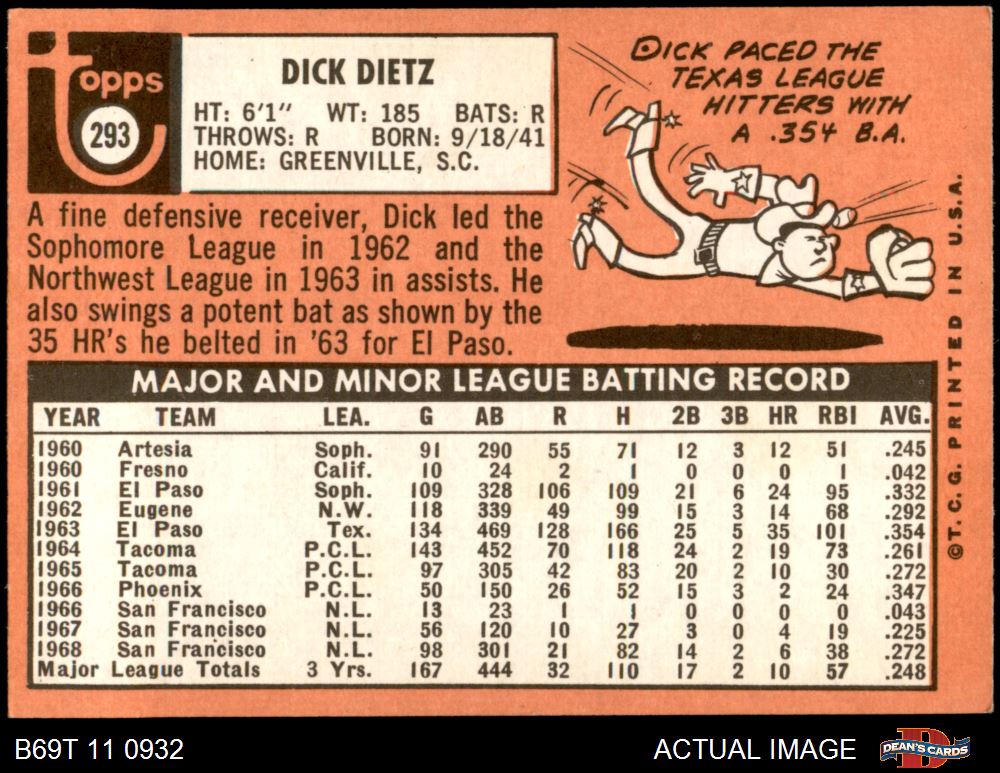 Topps
293
DICK DIETZ
HT: 6'1" WT: 185 BATS: R
THROWS: R BORN: 9/18/41
HOME: GREENVILLE, S.C.
DICK PACED THE
TEXAS LEAGUE
HITTERS WITH
A .354 B.A.
A fine defensive receiver, Dick led the
Sophomore League in 1962 and the
Northwest League in 1963 in assists. He
also swings a potent bat as shown by the
35 HR's he belted in '63 for El Paso.
MAJOR AND MINOR LEAGUE BATTING RECORD
YEAR TEAM LEA. G AB R H 2B 3B HR RBI AVG.
1960 Artesia Soph. 91 290 55 71 12 3 12 51 .245
1960 Fresno Calif. 10 24 2 1 0 0 0 1 .042
1961 El Paso Soph. 109 328 106 109 21 6 24 95 .332
1962 Eugene N.W. 118 339 49 99 15 3 14 68 .292
1963 El Paso Tex. 134 469 128 166 25 5 35 101 .354
1964 Tacoma P.C.L. 143 452 70 118 24 2 19 73 .261
1965 Tacoma P.C.L. 97 305 42 83 20 2 10 30 .272
1966 Phoenix P.C.L. 50 150 26 52 15 3 2 24 .347
1966 San Francisco N.L. 13 23 1 1 0 0 0 0 .043
1967 San Francisco N.L. 56 120 10 27 3 0 4 19 .225
1968 San Francisco N.L. 98 301 21 82 14 2 6 38 .272
Major League Totals 3 Yrs. 167 444 32 110 17 2 10 57 .248
©T.C.G. PRINTED IN U.S.A.
B69T 11 0932
ACTUAL IMAGE
DEAN'S CARDS